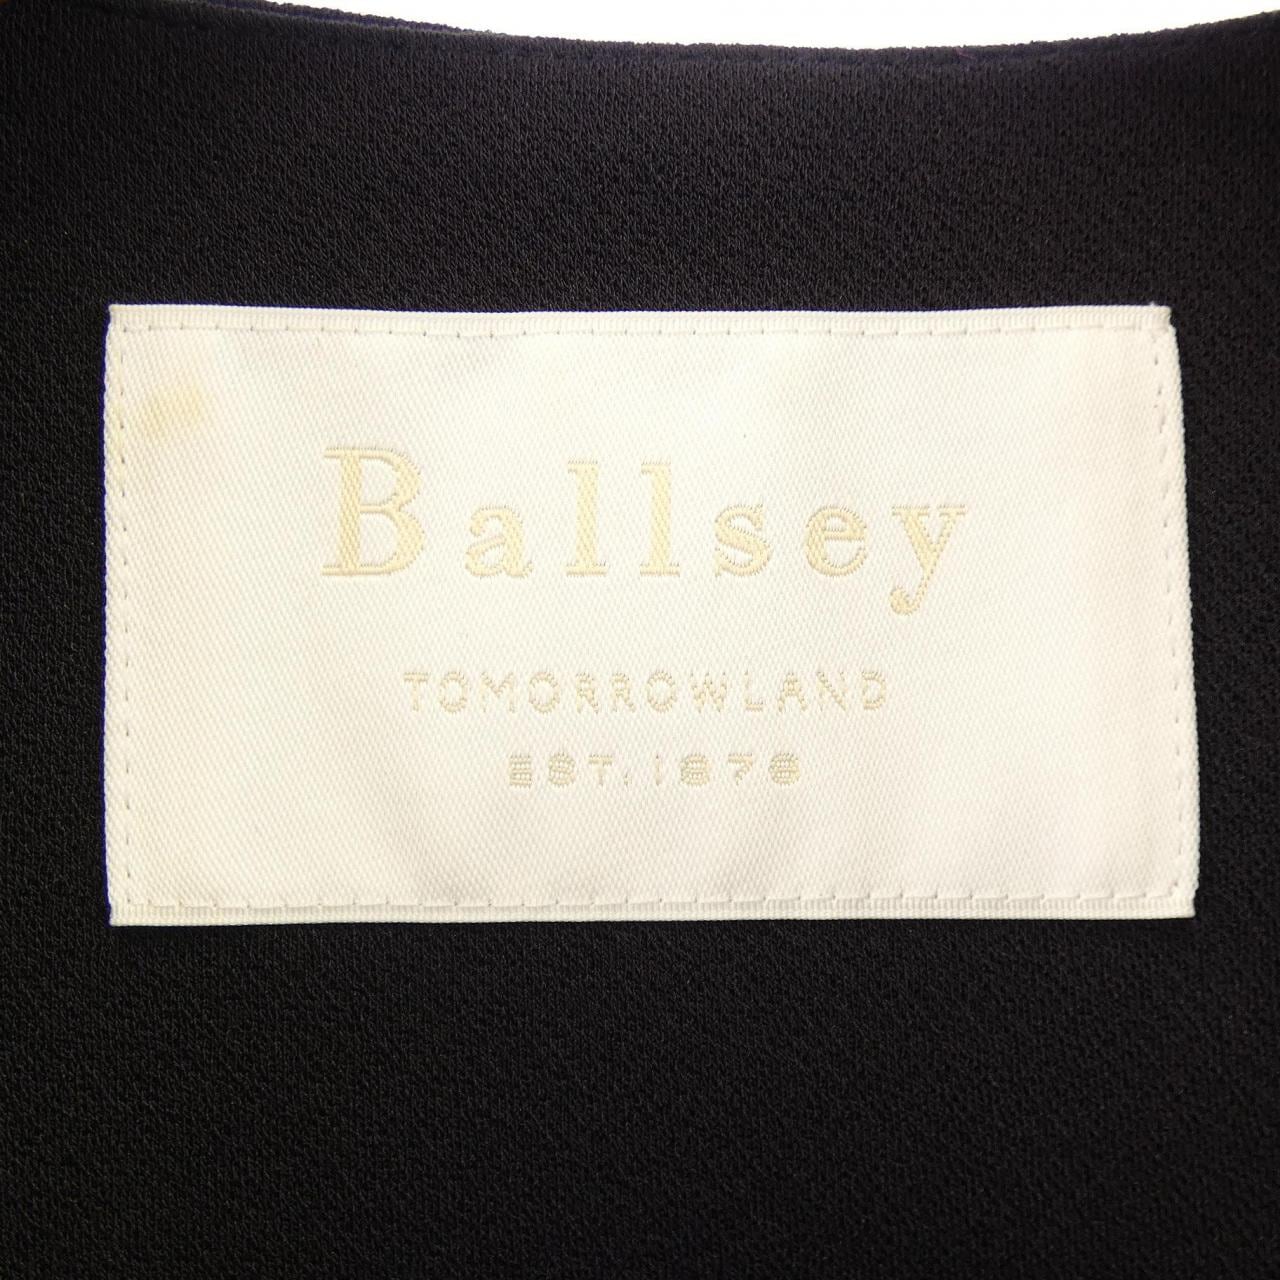 Ballsey
TOMORROWLAND
EST. 1978